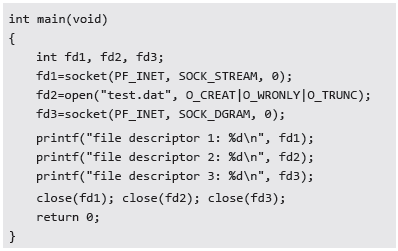 int main(void)
{
    int fd1, fd2, fd3;
    fd1=socket(PF_INET, SOCK_STREAM, 0);
    fd2=open("test.dat", O_CREAT|O_WRONLY|O_TRUNC);
    fd3=socket(PF_INET, SOCK_DGRAM, 0);
    printf("file descriptor 1: %d\n", fd1);
    printf("file descriptor 2: %d\n", fd2);
    printf("file descriptor 3: %d\n", fd3);
    close(fd1); close(fd2); close(fd3);
    return 0;
}